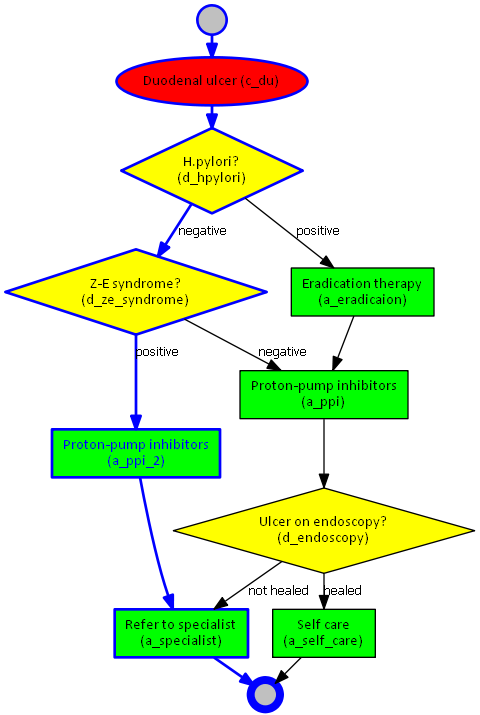 Duodenal ulcer (c_du)
H.pylori?
(d_hpylori)
negative
positive
Z-E syndrome?
(d_ze_syndrome)
Eradication therapy
(a_eradicaion)
positive
negative
Proton-pump inhibitors
(a_ppi)
Proton-pump inhibitors
(a_ppi_2)
Ulcer on endoscopy?
(d_endoscopy)
not healed
healed
Refer to specialist
(a_specialist)
Self care
(a_self_care)